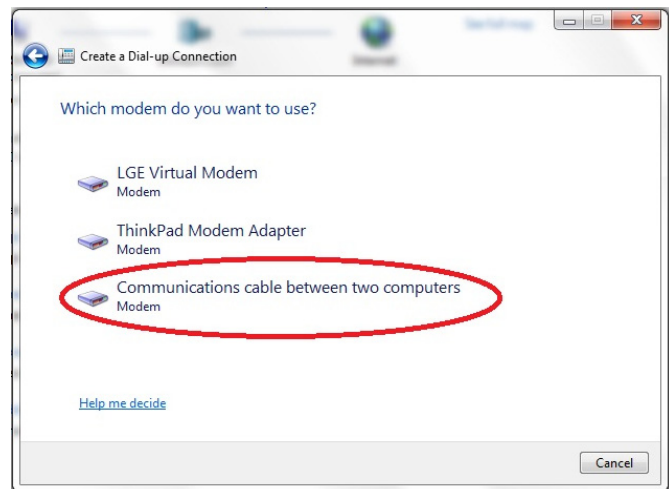 Create a Dial-up Connection
Which modem do you want to use?
LGE Virtual Modem
Modem
ThinkPad Modem Adapter
Modem
Communications cable between two computers
Modem
Help me decide
Cancel